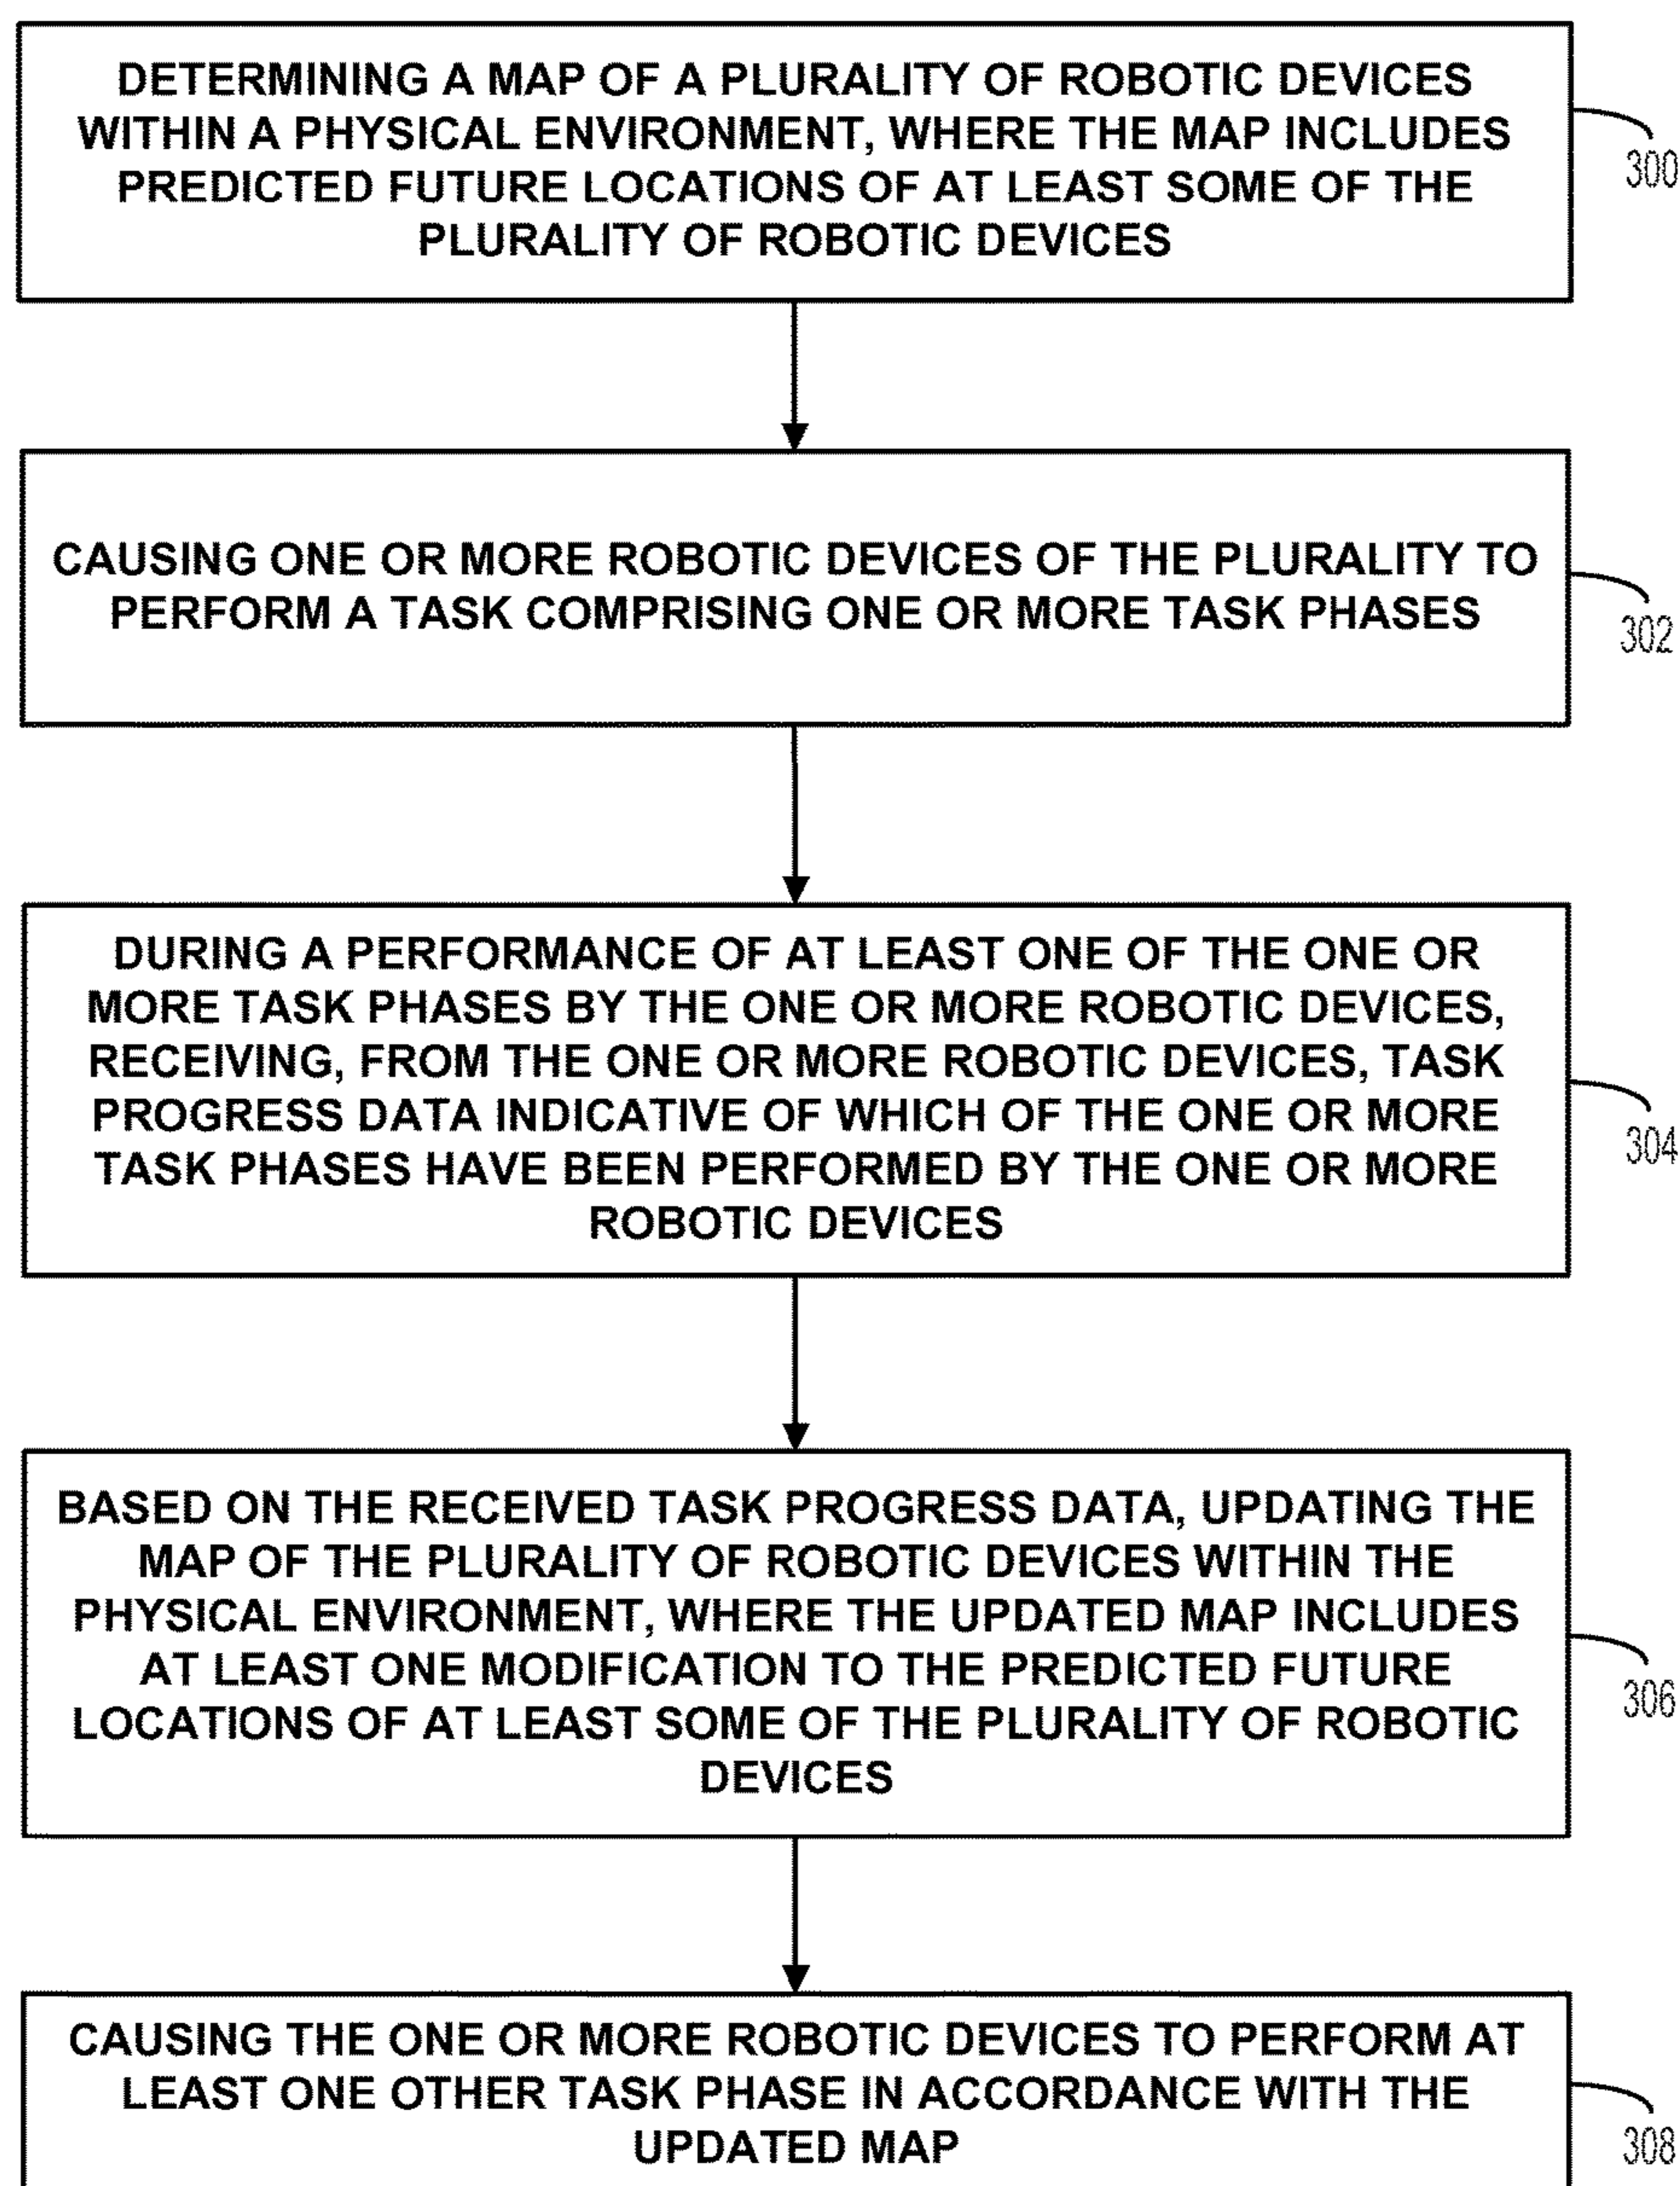 DETERMINING A MAP OF A PLURALITY OF ROBOTIC DEVICES
WITHIN A PHYSICAL ENVIRONMENT, WHERE THE MAP INCLUDES
PREDICTED FUTURE LOCATIONS OF AT LEAST SOME OF THE
PLURALITY OF ROBOTIC DEVICES
300
CAUSING ONE OR MORE ROBOTIC DEVICES OF THE PLURALITY TO
PERFORM A TASK COMPRISING ONE OR MORE TASK PHASES
302
DURING A PERFORMANCE OF AT LEAST ONE OF THE ONE OR
MORE TASK PHASES BY THE ONE OR MORE ROBOTIC DEVICES,
RECEIVING, FROM THE ONE OR MORE ROBOTIC DEVICES, TASK
PROGRESS DATA INDICATIVE OF WHICH OF THE ONE OR MORE
TASK PHASES HAVE BEEN PERFORMED BY THE ONE OR MORE
ROBOTIC DEVICES
304
BASED ON THE RECEIVED TASK PROGRESS DATA, UPDATING THE
MAP OF THE PLURALITY OF ROBOTIC DEVICES WITHIN THE
PHYSICAL ENVIRONMENT, WHERE THE UPDATED MAP INCLUDES
AT LEAST ONE MODIFICATION TO THE PREDICTED FUTURE
LOCATIONS OF AT LEAST SOME OF THE PLURALITY OF ROBOTIC
DEVICES
306
CAUSING THE ONE OR MORE ROBOTIC DEVICES TO PERFORM AT
LEAST ONE OTHER TASK PHASE IN ACCORDANCE WITH THE
UPDATED MAP
308